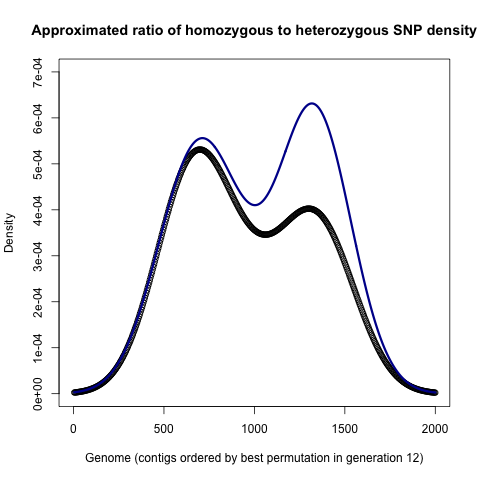 Approximated ratio of homozygous to heterozygous SNP density
7e-04
6e-04
5e-04
4e-04
3e-04
2e-04
1e-04
0e+00
Density
0 500 1000 1500 2000
Genome (contigs ordered by best permutation in generation 12)